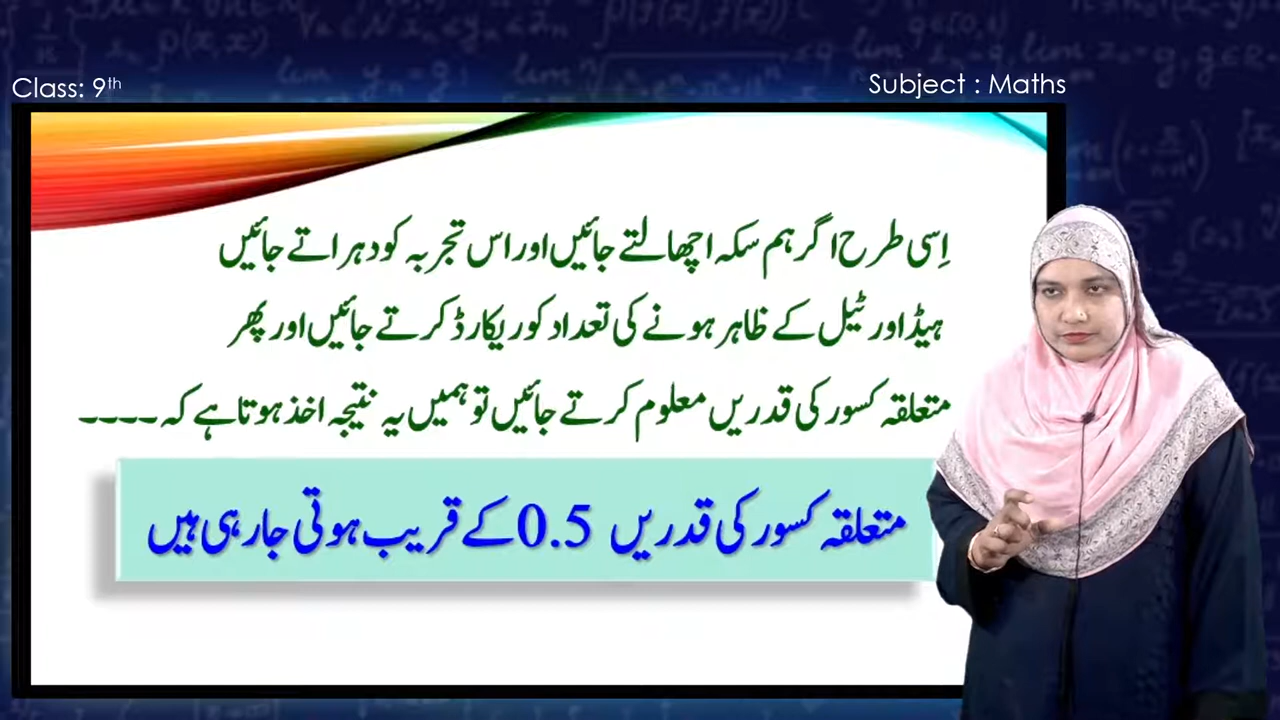 Class: 9th
Subject : Maths
اِسی طرح اگر ہم سکہ اچھالتے جائیں اور اس تجربہ کو دہراتے جائیں
ہیڈ اور ٹیل کے ظاہر ہونے کی تعداد کو ریکارڈ کرتے جائیں اور پھر
متعلقہ کسور کی قدریں معلوم کرتے جائیں تو ہمیں یہ نتیجہ اخذ ہوتا ہے کہ ۔۔۔۔
متعلقہ کسور کی قدریں 0.5 کے قریب ہوتی جا رہی ہیں